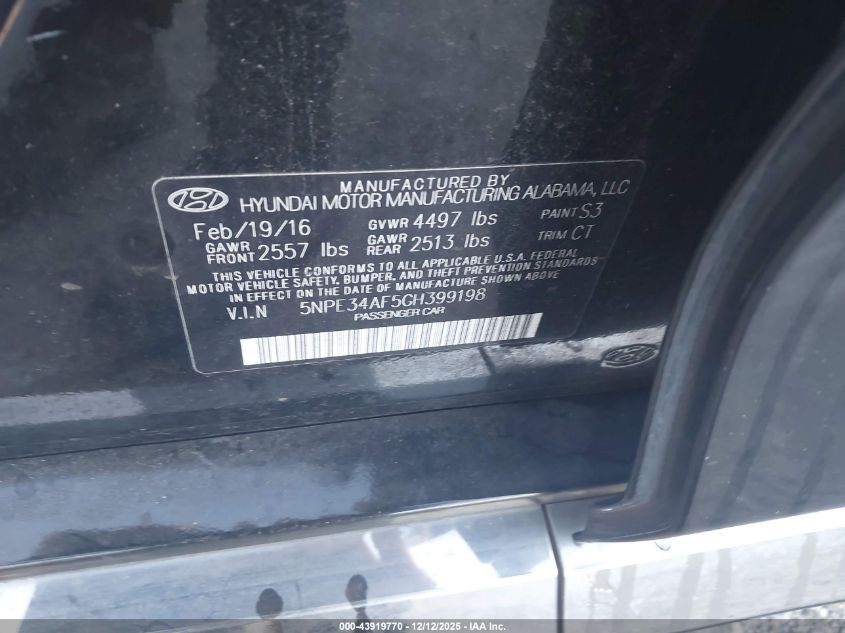 MANUFACTURED BY
HYUNDAI MOTOR MANUFACTURING ALABAMA, LLC
Feb/19/16 GVWR 4497 lbs PAINT S3
GAWR FRONT 2557 lbs GAWR REAR 2513 lbs TRIM CT
THIS VEHICLE CONFORMS TO ALL APPLICABLE U.S.A. FEDERAL
MOTOR VEHICLE SAFETY, BUMPER, AND THEFT PREVENTION STANDARDS
IN EFFECT ON THE DATE OF MANUFACTURE SHOWN ABOVE.
V.I.N 5NPE34AF5GH399198
PASSENGER CAR
000-43919770 - 12/12/2025 - IAA Inc.